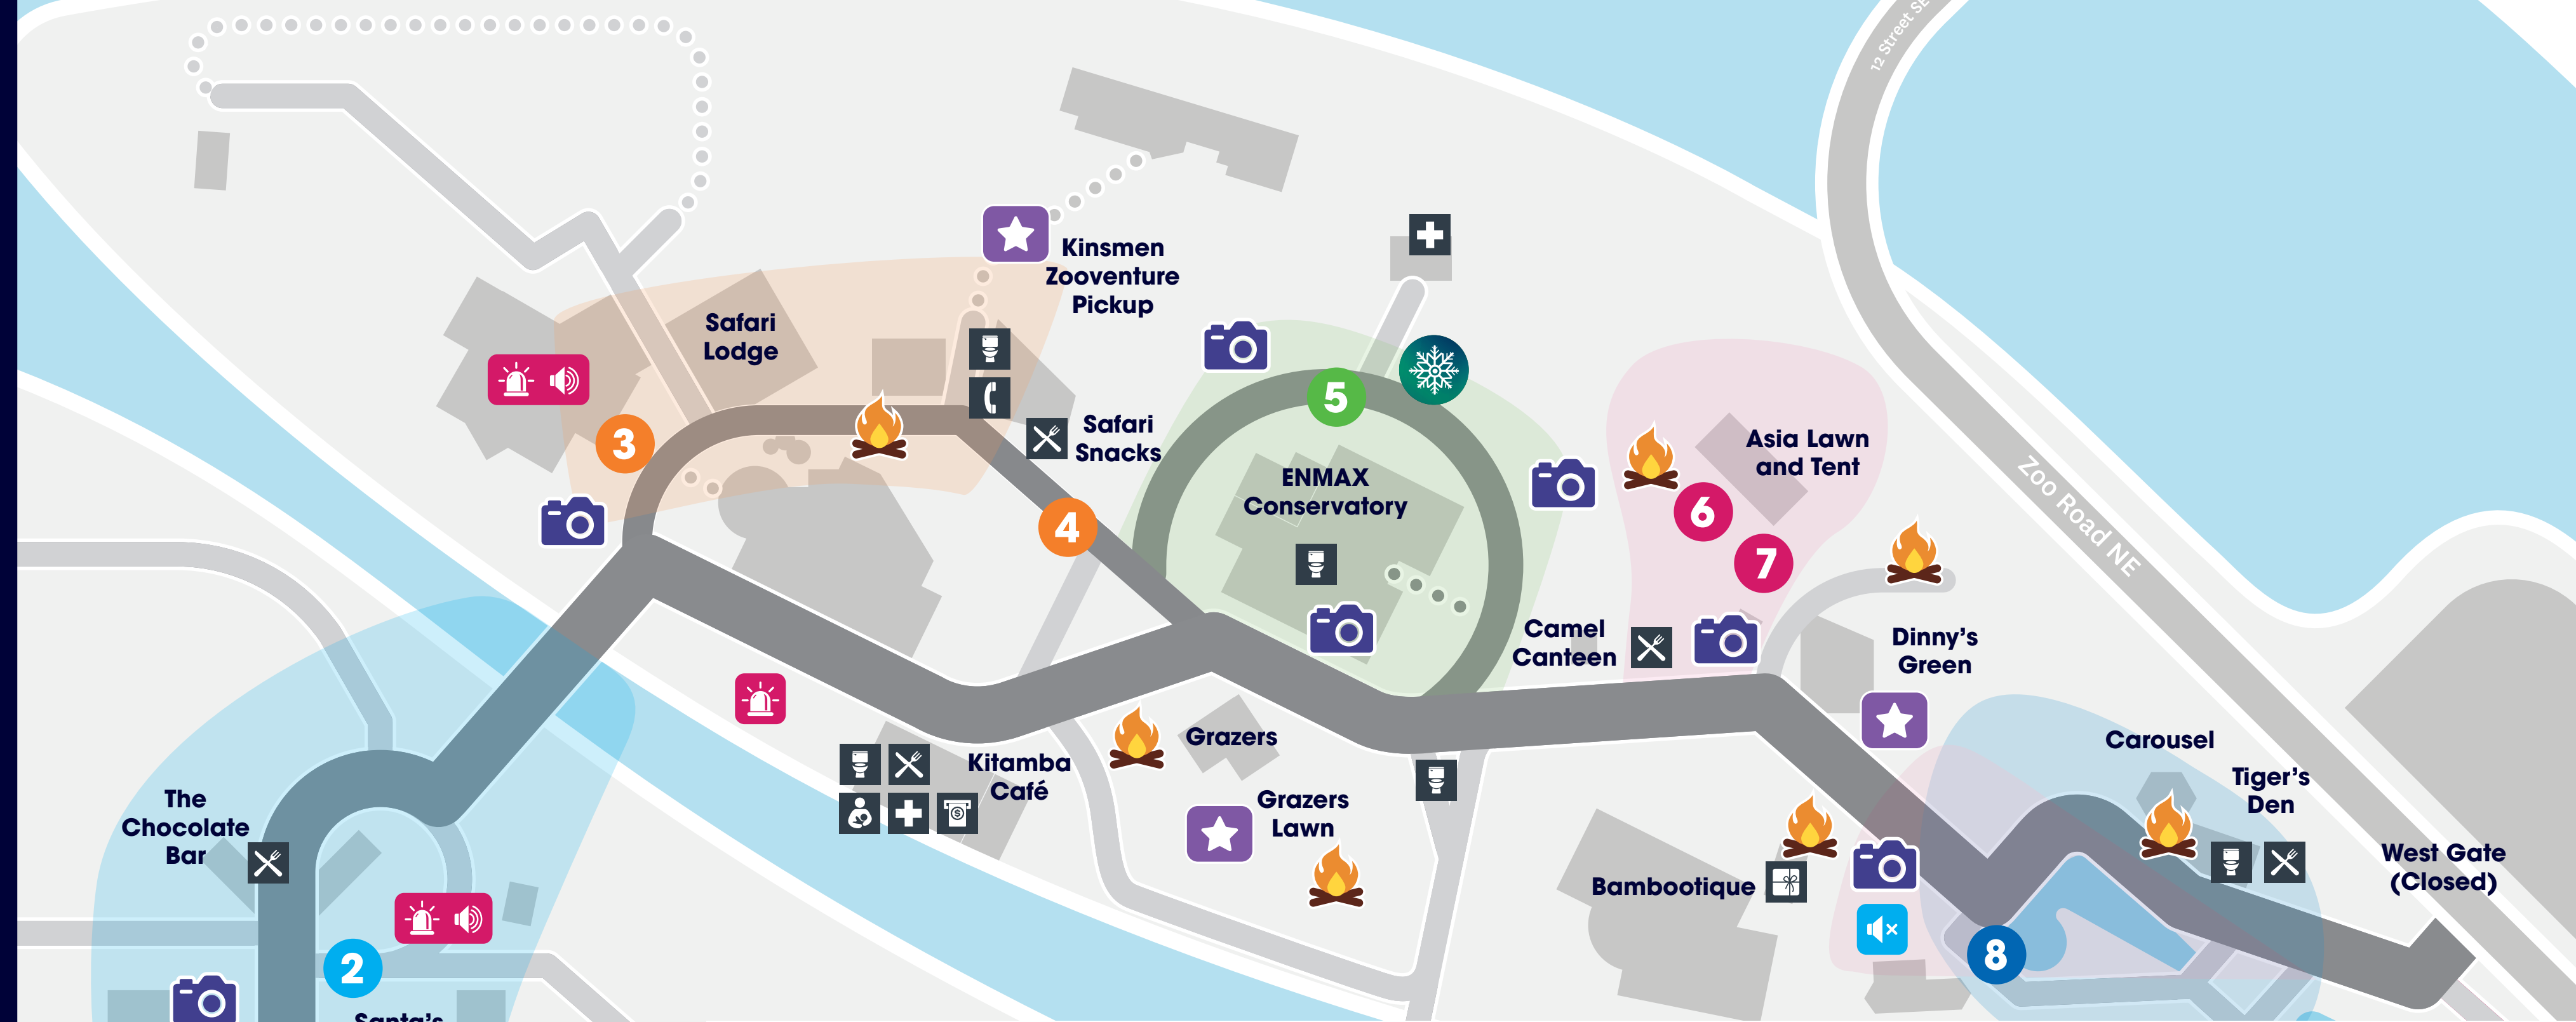 12 Street SE
Kinsmen
Zooventure
Pickup
Safari
Lodge
3
Safari
Snacks
4
5
ENMAX
Conservatory
Asia Lawn
and Tent
6
7
Zoo Road NE
Camel
Canteen
Dinny's
Green
Grazers
Kitamba
Café
Grazers
Lawn
The
Chocolate
Bar
2
Santa's
Bambootique
8
Carousel
Tiger's
Den
West Gate
(Closed)